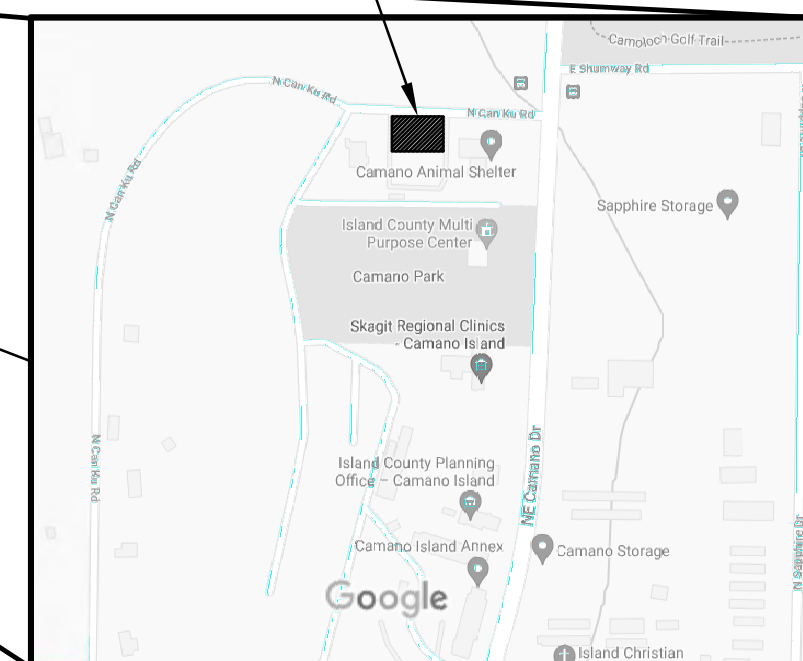 Camoloch Golf Trail
E Shumway Rd
N Can Ku Rd
N Can Ku Rd
Camano Animal Shelter
N Can Ku Rd
Sapphire Storage
Island County Multi
Purpose Center
Camano Park
Skagit Regional Clinics
- Camano Island
NE Camano Dr
N Can Ku Rd
Island County Planning
Office – Camano Island
N Sapphire Dr
Camano Island Annex
Camano Storage
Google
Island Christian